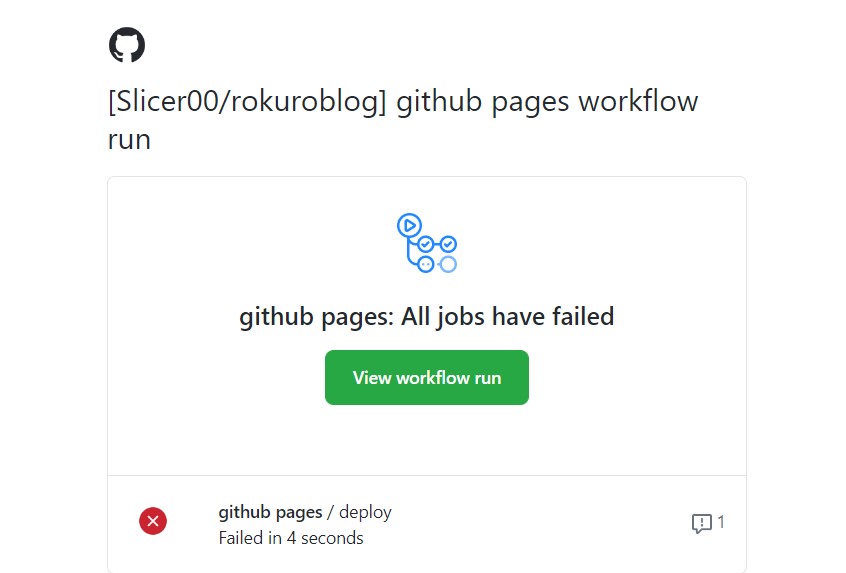 [Slicer00/rokuroblog] github pages workflow
run
github pages: All jobs have failed
View workflow run
github pages / deploy
Failed in 4 seconds
1